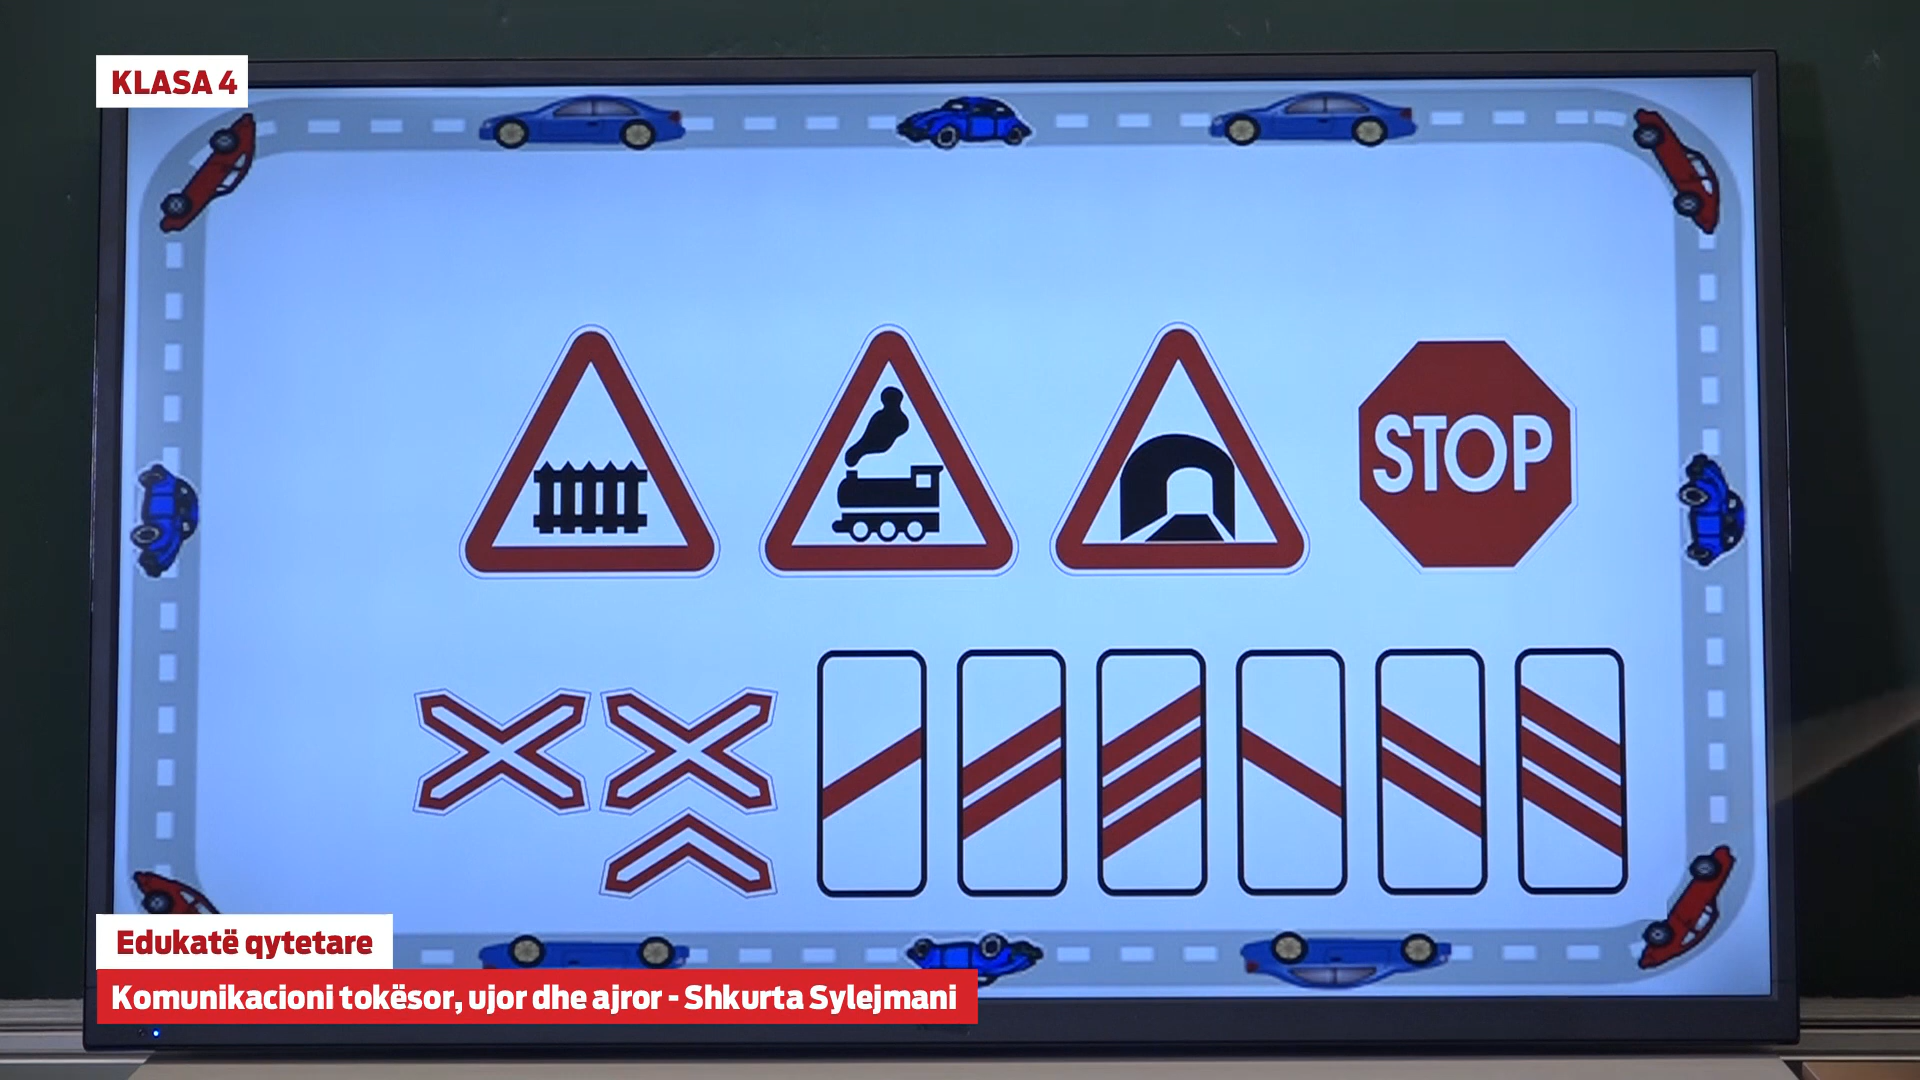 KLASA 4
STOP
Edukatë qytetare
Komunikacioni tokësor, ujor dhe ajror - Shkurta Sylejmani